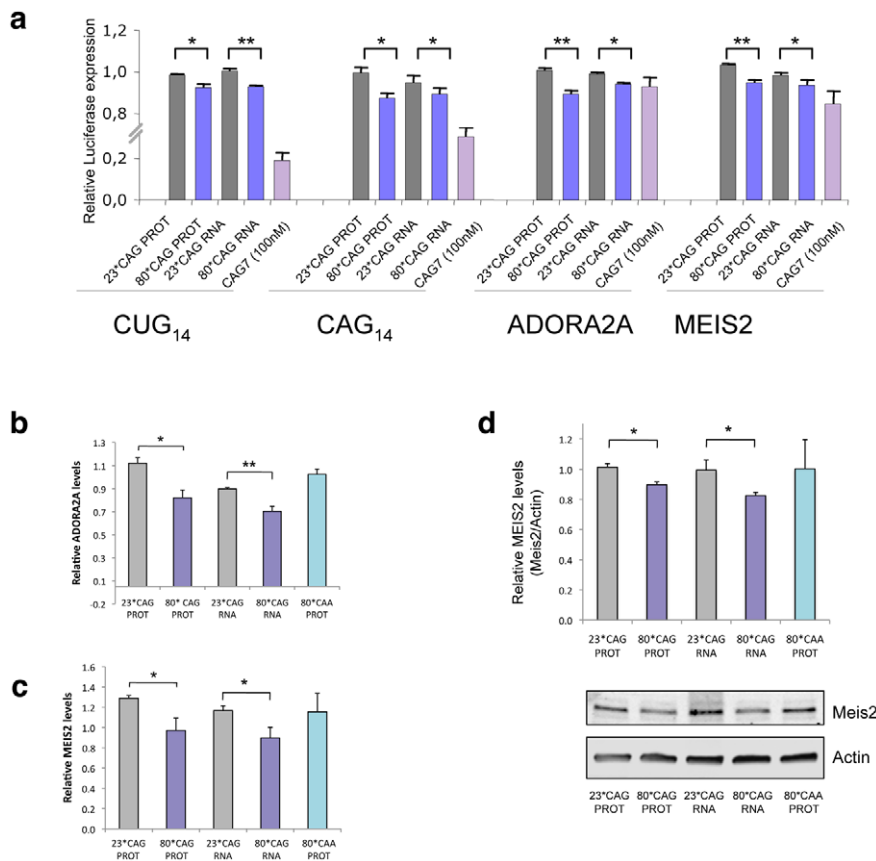 a
Relative Luciferase expression
1,2
1,0
0,8
0,2
0,0
* ** * * ** * ** *
23*CAG PROT
80*CAG PROT
23*CAG RNA
80*CAG RNA
CAG7 (100nM)
23*CAG PROT
80*CAG PROT
23*CAG RNA
80*CAG RNA
CAG7 (100nM)
23*CAG PROT
80*CAG PROT
23*CAG RNA
80*CAG RNA
CAG7 (100nM)
23*CAG PROT
80*CAG PROT
23*CAG RNA
80*CAG RNA
CAG7 (100nM)
CUG14 CAG14 ADORA2A MEIS2
b
Relative ADORA2A levels
1.3
1.1
0.9
0.7
0.5
0.3
0.1
-0.2
* **
23*CAG 80* CAG 23*CAG 80*CAG 80*CAA
PROT PROT RNA RNA PROT
c
Relative MEIS2 levels
1.6
1.4
1.2
1.0
0.8
0.6
0.4
0.2
0.0
* *
23*CAG 80*CAG 23*CAG 80*CAG 80*CAA
PROT PROT RNA RNA PROT
d
Relative MEIS2 levels
(Meis2/Actin)
1.2
1.0
0.8
0.6
0.4
0.2
0.0
* *
23*CAG 80*CAG 23*CAG 80*CAG 80*CAA
PROT PROT RNA RNA PROT
Meis2
Actin
23*CAG 80*CAG 23*CAG 80*CAG 80*CAA
PROT PROT RNA RNA PROT